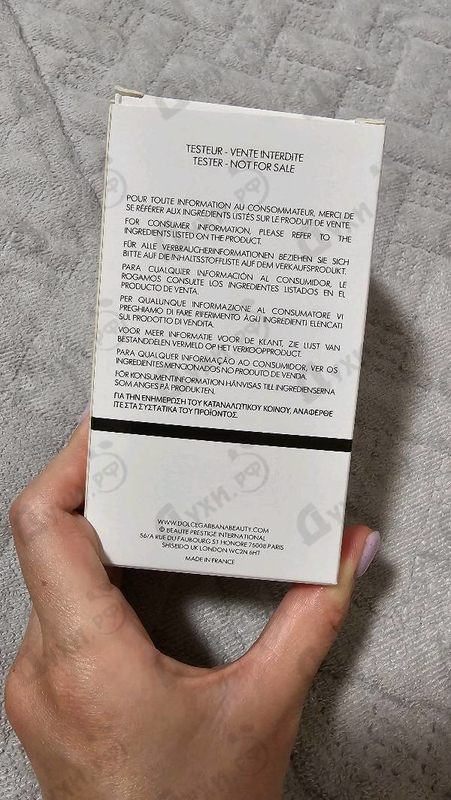 TESTEUR - VENTE INTERDITE
TESTER - NOT FOR SALE
POUR TOUTE INFORMATION AU CONSOMMATEUR, MERCI DE
SE RÉFÉRER AUX INGRÉDIENTS LISTÉS SUR LE PRODUIT DE VENTE.
FOR CONSUMER INFORMATION, PLEASE REFER TO THE
INGREDIENTS LISTED ON THE PRODUCT.
FÜR ALLE VERBRAUCHERINFORMATIONEN BEZIEHEN SIE SICH
BITTE AUF DIE INHALTSSTOFFLISTE AUF DEM VERKAUFSPRODUKT.
PARA CUALQUIER INFORMACIÓN AL CONSUMIDOR, LE
ROGAMOS CONSULTE LOS INGREDIENTES LISTADOS EN EL
PRODUCTO DE VENTA.
PER QUALUNQUE INFORMAZIONE AL CONSUMATORE VI
PREGHIAMO DI FARE RIFERIMENTO AGLI INGREDIENTI ELENCATI
SUL PRODOTTO DI VENDITA.
VOOR MEER INFORMATIE VOOR DE KLANT, ZIE LIJST VAN
BESTANDDELEN VERMELD OP HET VERKOOPPRODUCT.
PARA QUALQUER INFORMAÇÃO AO CONSUMIDOR, VER OS
INGREDIENTES MENCIONADOS NO PRODUTO DE VENDA.
FÖR KONSUMENTINFORMATION HÄNVISAS TILL INGREDIENSERNA
SOM ANGES PÅ PRODUKTEN.
ΓΙΑ ΤΗΝ ΕΝΗΜΕΡΩΣΗ ΤΟΥ ΚΑΤΑΝΑΛΩΤΙΚΟΥ ΚΟΙΝΟΥ, ΑΝΑΦΕΡΘΕ
ΙΤΕ ΣΤΑ ΣΥΣΤΑΤΙΚΑ ΤΟΥ ΠΡΟΪΟΝΤΟΣ.
WWW.DOLCEGABBANABEAUTY.COM
© BEAUTE PRESTIGE INTERNATIONAL
56/A RUE DU FAUBOURG S1 HONORE 75008 PARIS
SHISEIDO UK LONDON WC2N 6HT
MADE IN FRANCE
Духи.РФ